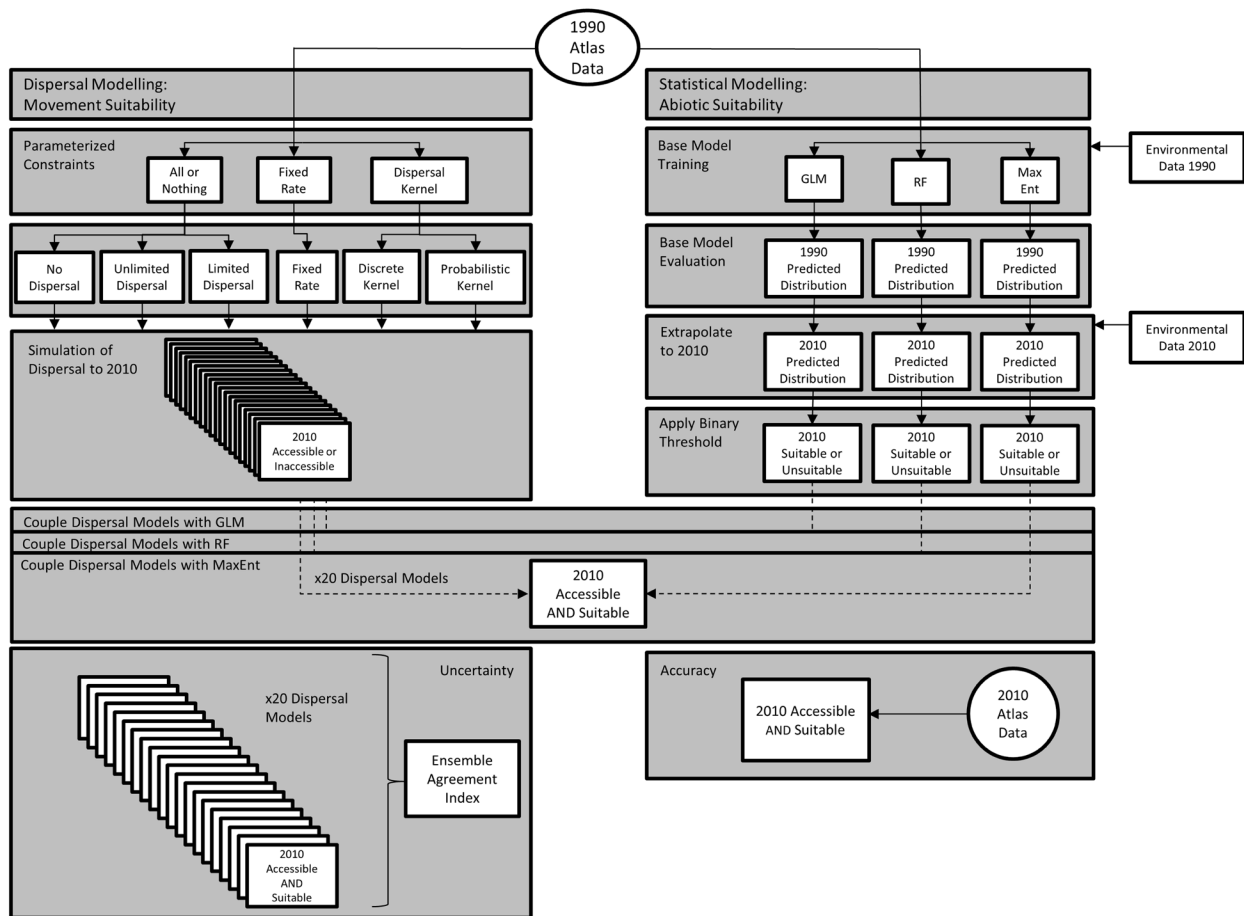 1990
Atlas
Data
Dispersal Modelling:
Movement Suitability
Statistical Modelling:
Abiotic Suitability
Parameterized
Constraints
All or
Nothing
Fixed
Rate
Dispersal
Kernel
Base Model
Training
GLM
RF
Max
Ent
Environmental
Data 1990
No
Dispersal
Unlimited
Dispersal
Limited
Dispersal
Fixed
Rate
Discrete
Kernel
Probabilistic
Kernel
Base Model
Evaluation
1990
Predicted
Distribution
1990
Predicted
Distribution
1990
Predicted
Distribution
Simulation of
Dispersal to 2010
2010
Accessible or
Inaccessible
Extrapolate
to 2010
2010
Predicted
Distribution
2010
Predicted
Distribution
2010
Predicted
Distribution
Environmental
Data 2010
Apply Binary
Threshold
2010
Suitable or
Unsuitable
2010
Suitable or
Unsuitable
2010
Suitable or
Unsuitable
Couple Dispersal Models with GLM
Couple Dispersal Models with RF
Couple Dispersal Models with MaxEnt
x20 Dispersal Models
2010
Accessible
AND Suitable
Uncertainty
x20 Dispersal
Models
Ensemble
Agreement
Index
2010
Accessible
AND
Suitable
Accuracy
2010 Accessible
AND Suitable
2010
Atlas
Data